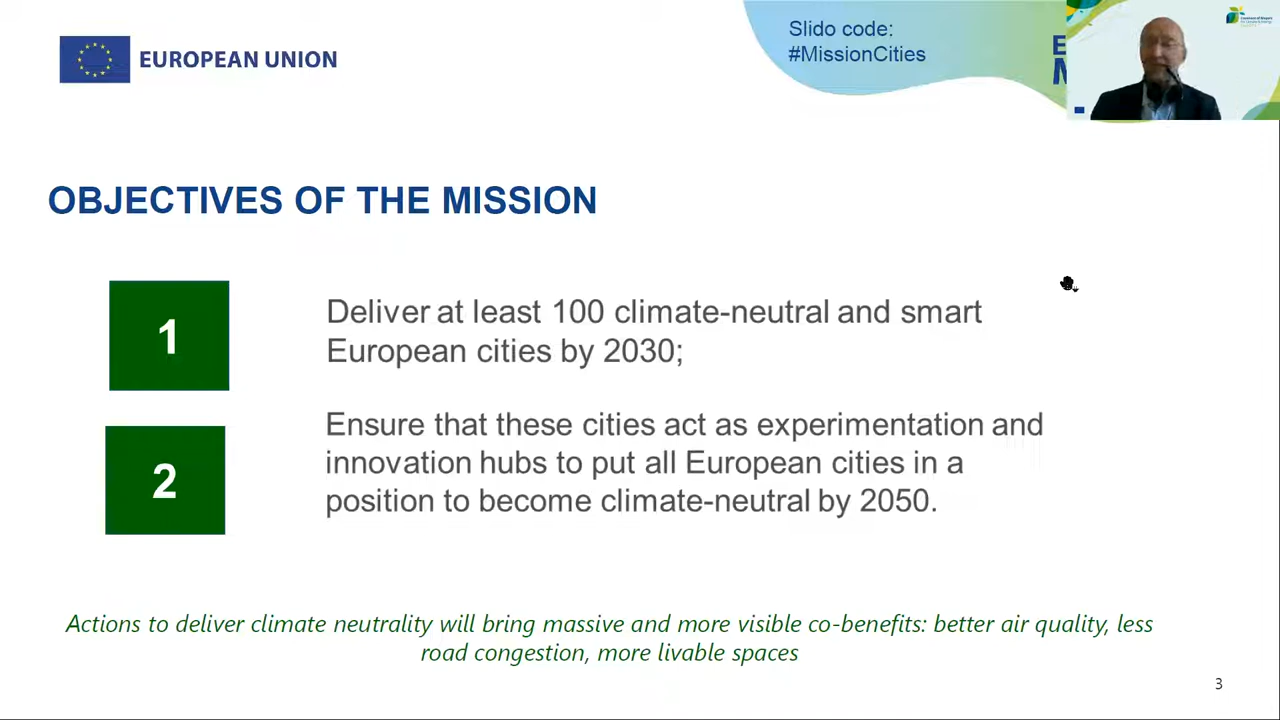 EUROPEAN UNION
Slido code:
#MissionCities
OBJECTIVES OF THE MISSION
1
Deliver at least 100 climate-neutral and smart
European cities by 2030;
2
Ensure that these cities act as experimentation and
innovation hubs to put all European cities in a
position to become climate-neutral by 2050.
Actions to deliver climate neutrality will bring massive and more visible co-benefits: better air quality, less
road congestion, more livable spaces
3